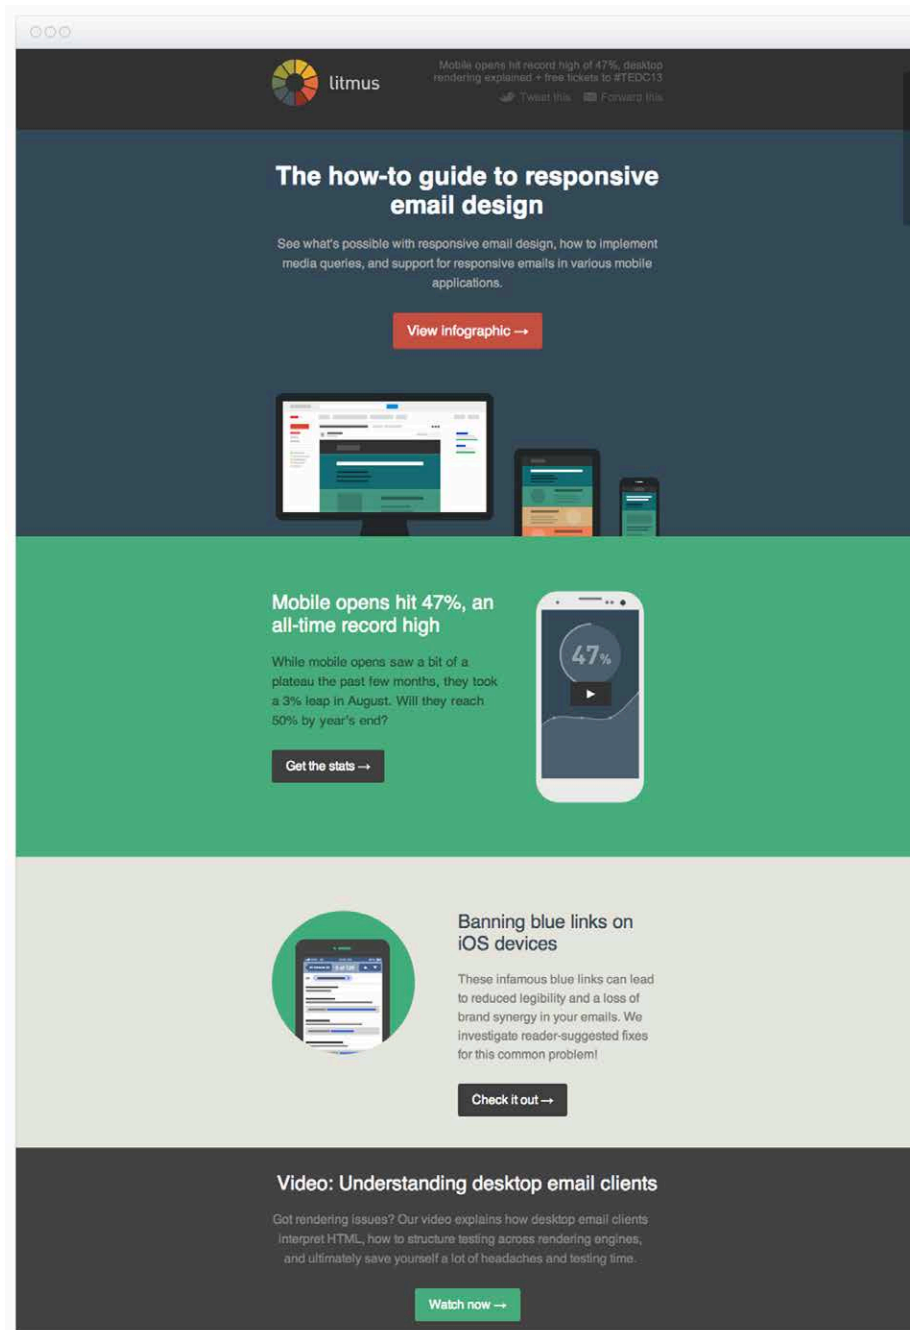 litmus
Mobile opens hit record high of 47%, desktop
rendering explained + free tickets to #TEDC13
Tweet this Forward this
The how-to guide to responsive
email design
See what's possible with responsive email design, how to implement
media queries, and support for responsive emails in various mobile
applications.
View infographic →
Mobile opens hit 47%, an
all-time record high
While mobile opens saw a bit of a
plateau the past few months, they took
a 3% leap in August. Will they reach
50% by year's end?
Get the stats →
47%
Banning blue links on
iOS devices
These infamous blue links can lead
to reduced legibility and a loss of
brand synergy in your emails. We
investigate reader-suggested fixes
for this common problem!
Check it out →
Video: Understanding desktop email clients
Got rendering issues? Our video explains how desktop email clients
interpret HTML, how to structure testing across rendering engines,
and ultimately save yourself a lot of headaches and testing time.
Watch now →